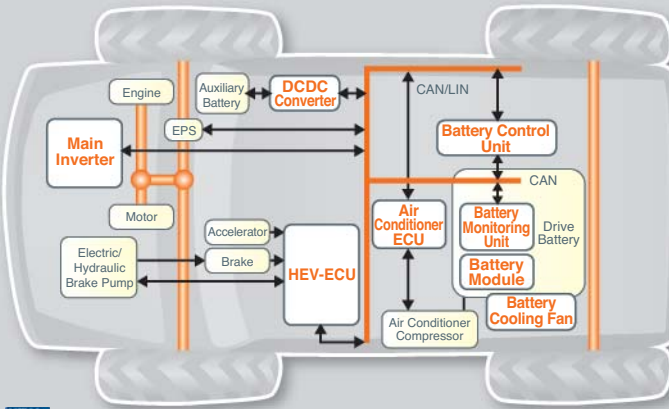 Engine
Auxiliary
Battery
DCDC
Converter
CAN/LIN
EPS
Main
Inverter
Battery Control
Unit
CAN
Motor
Accelerator
Air
Conditioner
ECU
Battery
Monitoring
Unit
Drive
Battery
Electric/
Hydraulic
Brake Pump
Brake
HEV-ECU
Battery
Module
Battery
Cooling Fan
Air Conditioner
Compressor